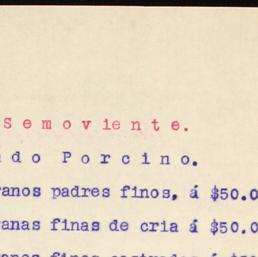 Semoviente.
do Porcino.
anos padres finos, á $50.0
anas finas de cria á $50.0